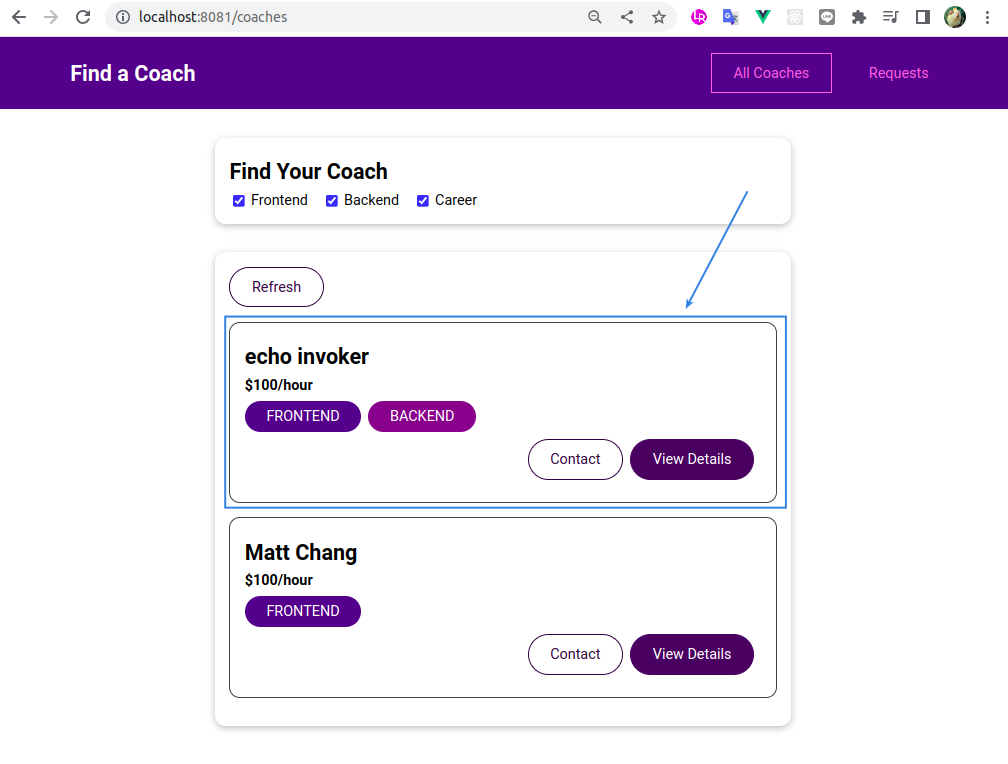 localhost:8081/coaches
Find a Coach
All Coaches
Requests
Find Your Coach
Frontend Backend Career
Refresh
echo invoker
$100/hour
FRONTEND BACKEND
Contact View Details
Matt Chang
$100/hour
FRONTEND
Contact View Details